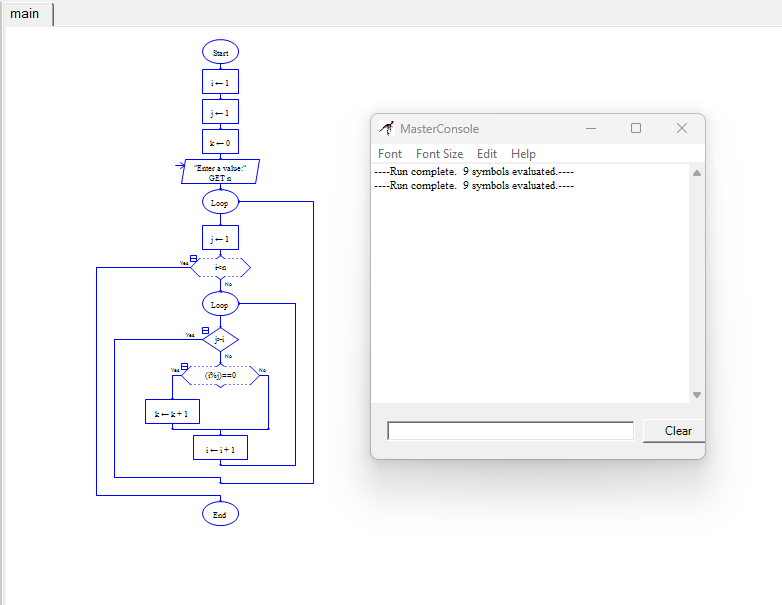 main
Start
i ← 1
j ← 1
k ← 0
"Enter a value:"
GET n
Loop
j ← 1
Yes
i<n
No
Loop
Yes
j>i
No
Yes
(i%j)==0
No
k ← k + 1
i ← i + 1
End
MasterConsole
Font Font Size Edit Help
----Run complete. 9 symbols evaluated.----
----Run complete. 9 symbols evaluated.----
Clear